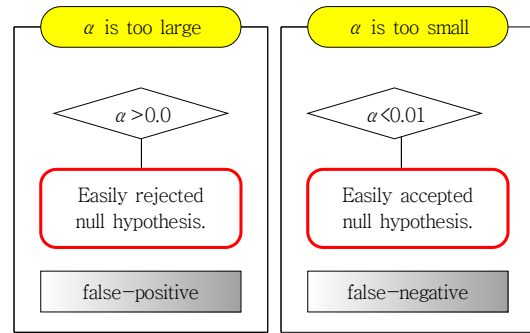 α is too large
α>0.0
Easily rejected
null hypothesis.
false-positive
α is too small
α<0.01
Easily accepted
null hypothesis.
false-negative